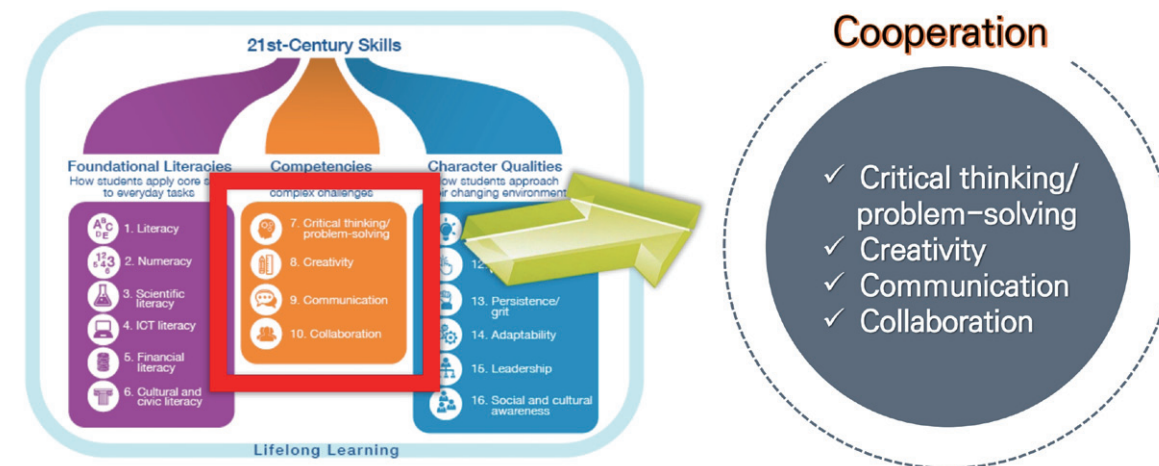 21st-Century Skills
Foundational Literacies
How students apply core s
to everyday tasks
1. Literacy
2. Numeracy
3. Scientific
literacy
4. ICT literacy
5. Financial
literacy
6. Cultural and
civic literacy
Competencies
complex challenges
7. Critical thinking/
problem-solving
8. Creativity
9. Communication
10. Collaboration
Character Qualities
ow students approach
ir changing environment
12.
13. Persistence/
grit
14. Adaptability
15. Leadership
16. Social and cultural
awareness
Lifelong Learning
Cooperation
✓ Critical thinking/
problem-solving
✓ Creativity
✓ Communication
✓ Collaboration